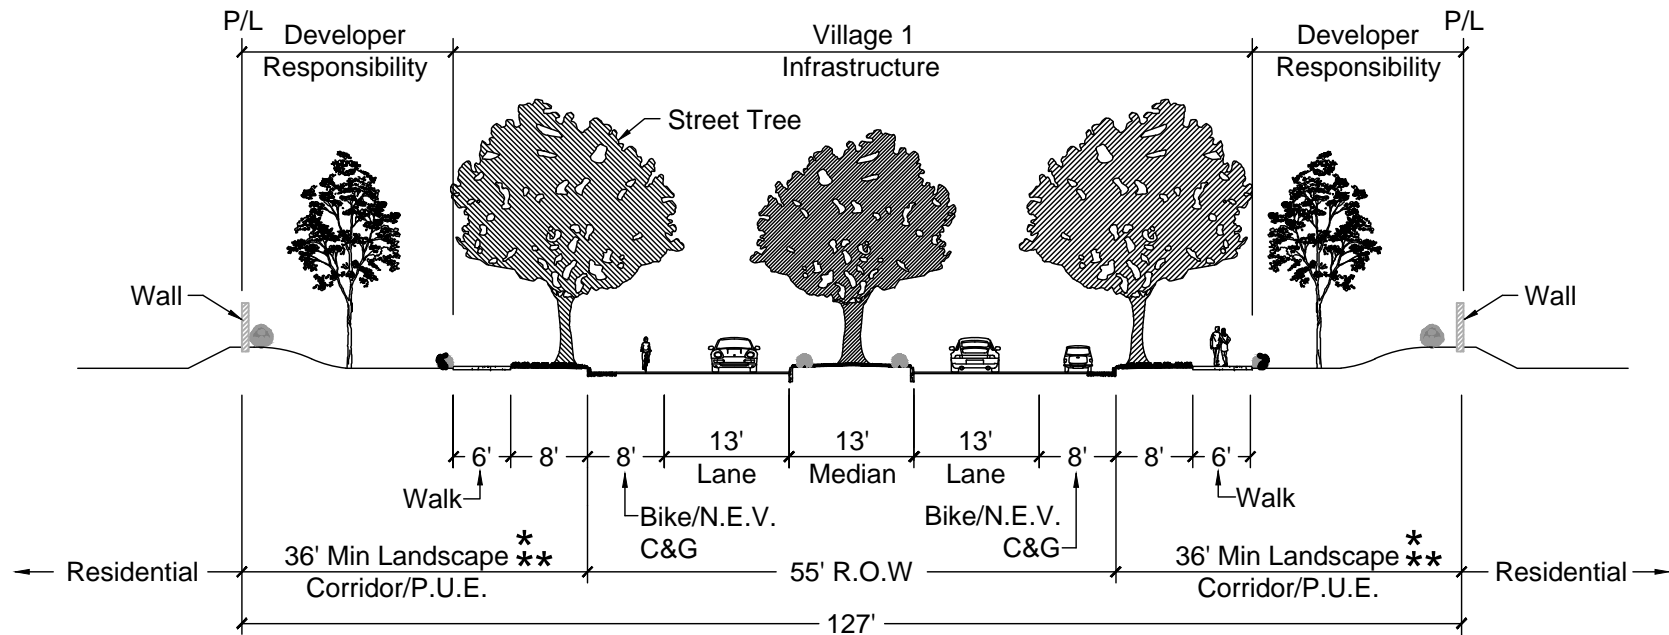 P/L
Developer
Responsibility
Village 1
Infrastructure
Developer
Responsibility
P/L
Street Tree
Wall
Wall
6'
8'
8'
13'
Lane
13'
Median
13'
Lane
8'
8'
6'
Walk
Walk
Bike/N.E.V.
C&G
Bike/N.E.V.
C&G
Residential
36' Min Landscape * **
Corridor/P.U.E.
55' R.O.W
36' Min Landscape * **
Corridor/P.U.E.
Residential
127'